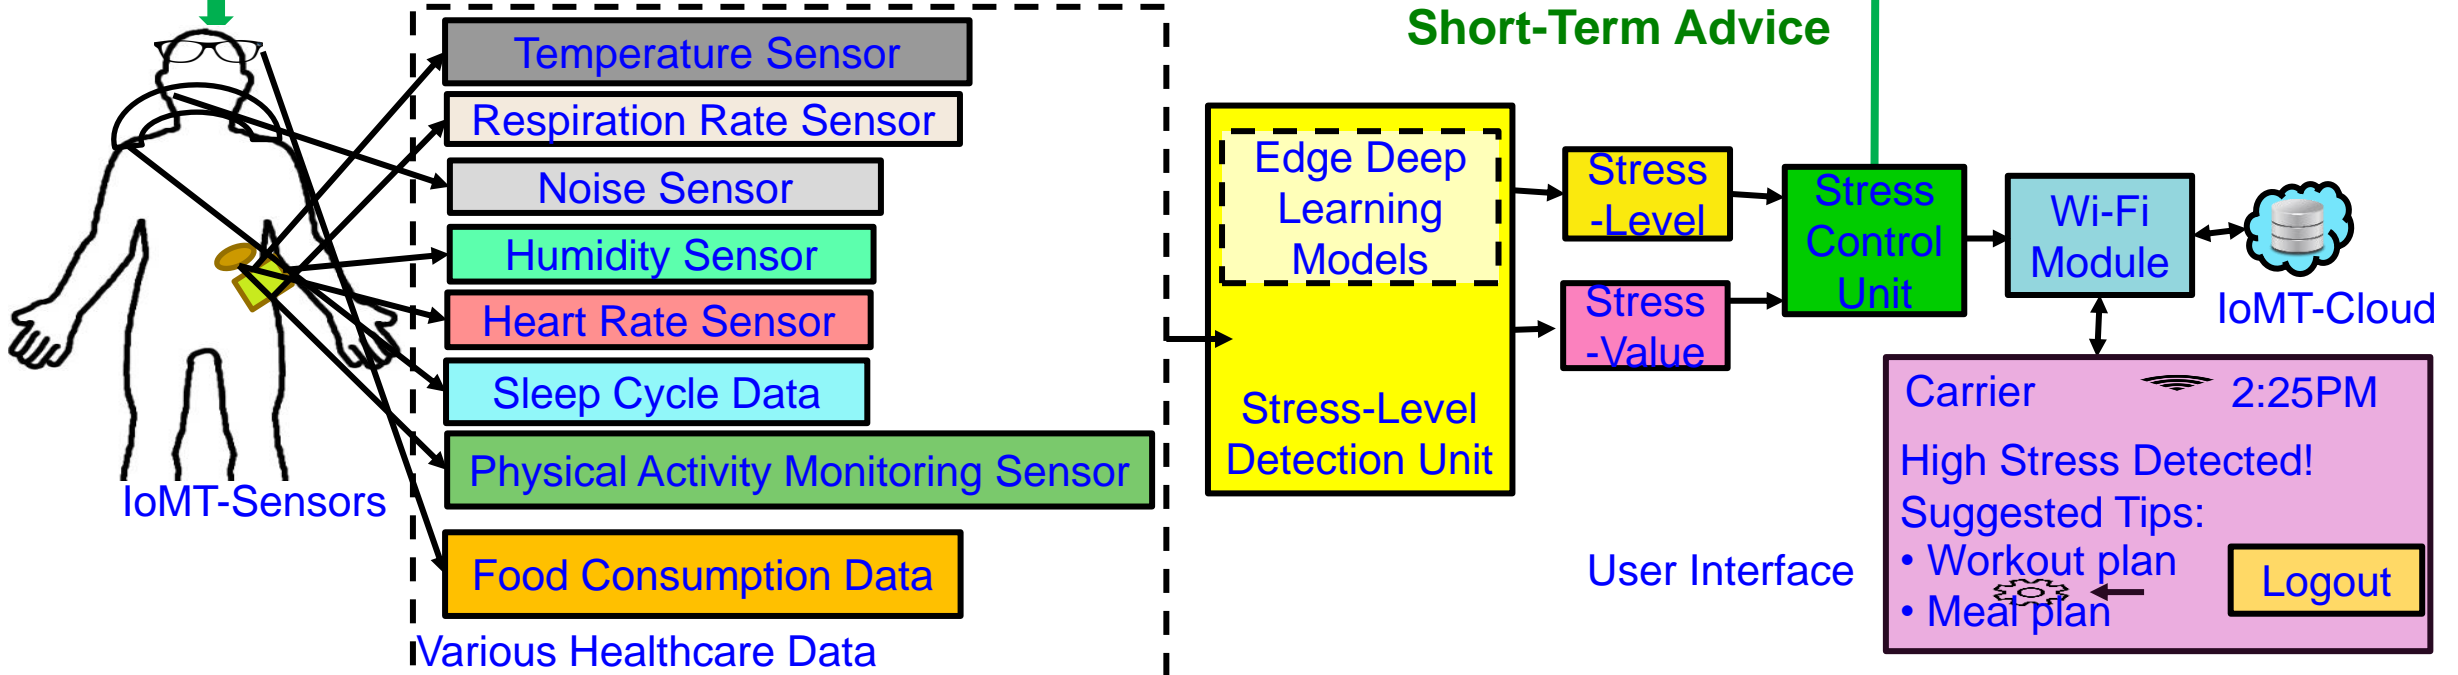 Short-Term Advice
Temperature Sensor
Respiration Rate Sensor
Noise Sensor
Humidity Sensor
Heart Rate Sensor
Sleep Cycle Data
Physical Activity Monitoring Sensor
Food Consumption Data
Various Healthcare Data
IoMT-Sensors
Edge Deep
Learning
Models
Stress-Level
Detection Unit
Stress
-Level
Stress
-Value
Stress
Control
Unit
Wi-Fi
Module
IoMT-Cloud
User Interface
Carrier 2:25PM
High Stress Detected!
Suggested Tips:
• Workout plan
• Meal plan
Logout